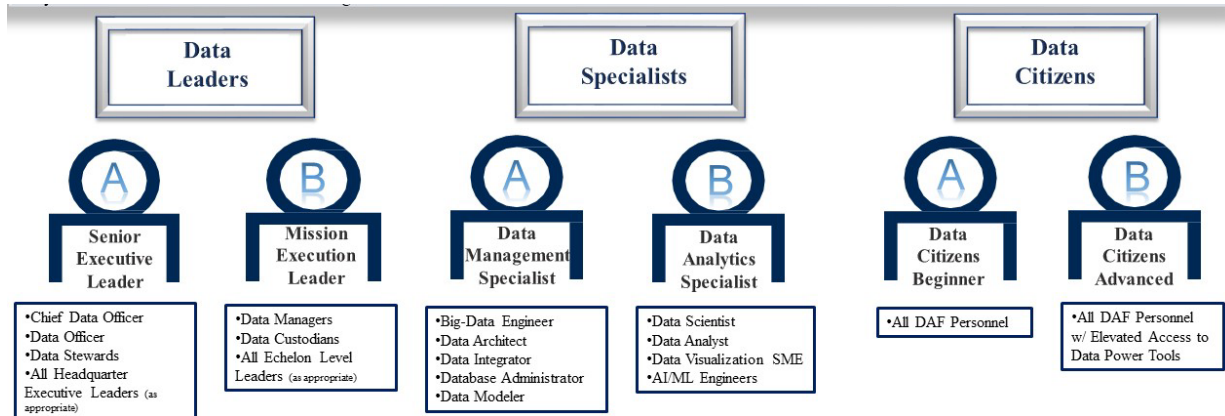 Data
Leaders
Data
Specialists
Data
Citizens
A
Senior
Executive
Leader
•Chief Data Officer
•Data Officer
•Data Stewards
•All Headquarter
Executive Leaders (as
appropriate)
B
Mission
Execution
Leader
•Data Managers
•Data Custodians
•All Echelon Level
Leaders (as appropriate)
A
Data
Management
Specialist
•Big-Data Engineer
•Data Architect
•Data Integrator
•Database Administrator
•Data Modeler
B
Data
Analytics
Specialist
•Data Scientist
•Data Analyst
•Data Visualization SME
•AI/ML Engineers
A
Data
Citizens
Beginner
•All DAF Personnel
B
Data
Citizens
Advanced
•All DAF Personnel
w/ Elevated Access to
Data Power Tools